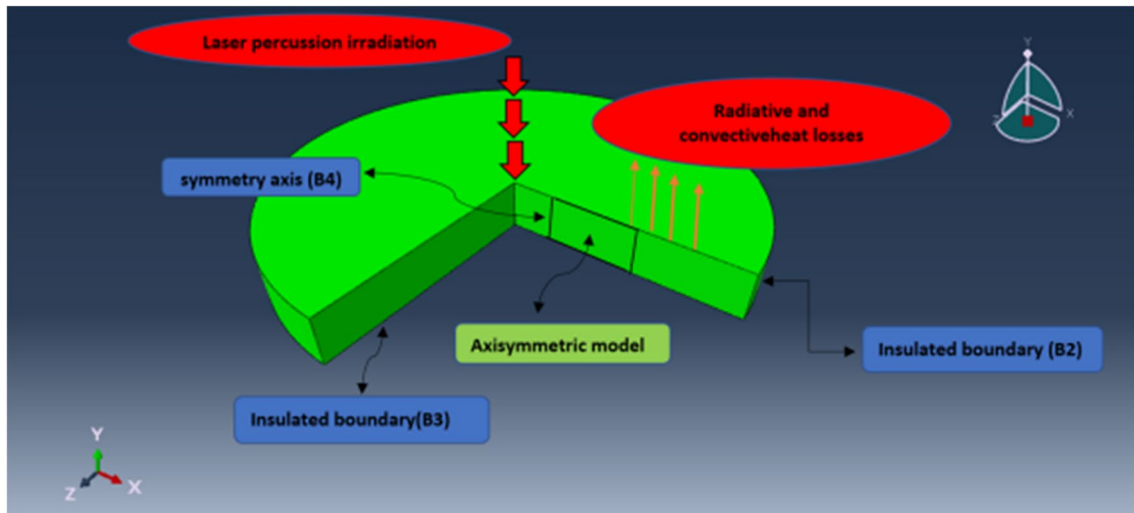 Laser percussion irradiation
Radiative and
convectiveheat losses
symmetry axis (B4)
Axisymmetric model
Insulated boundary (B2)
Insulated boundary(B3)
Y
X
Z
Y
Z
X